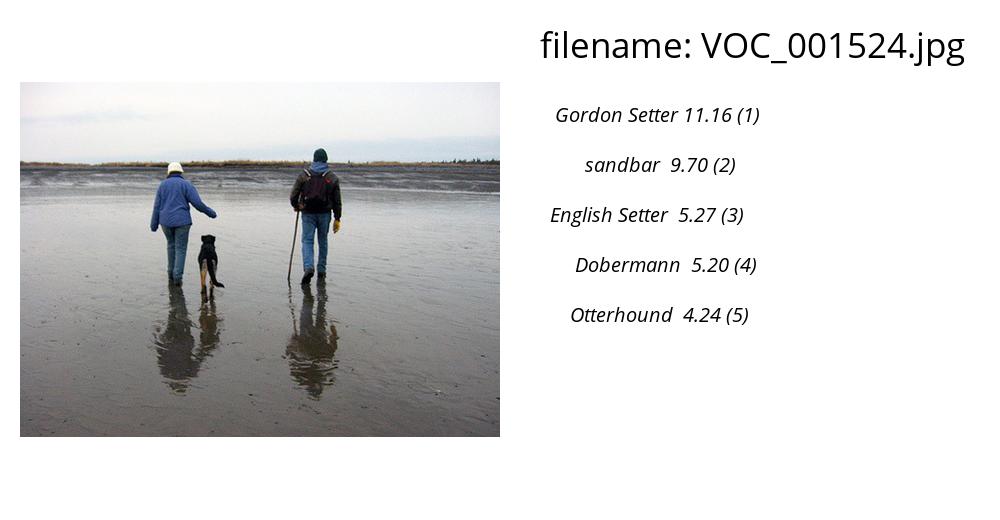 filename: VOC_001524.jpg
Gordon Setter 11.16 (1)
sandbar 9.70 (2)
English Setter 5.27 (3)
Dobermann 5.20 (4)
Otterhound 4.24 (5)